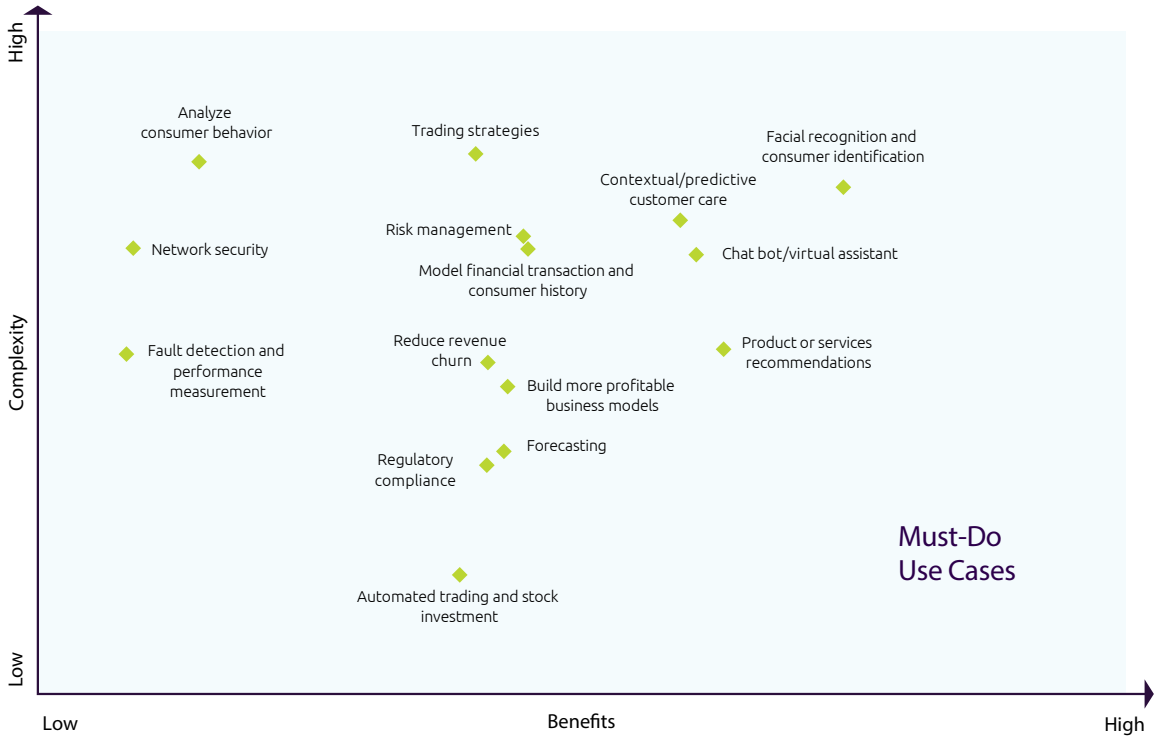 High
Analyze
consumer behavior
Trading strategies
Facial recognition and
consumer identification
Contextual/predictive
customer care
Risk management
Network security
Chat bot/virtual assistant
Model financial transaction and
consumer history
Complexity
Reduce revenue
churn
Product or services
recommendations
Fault detection and
performance
measurement
Build more profitable
business models
Forecasting
Regulatory
compliance
Must-Do
Use Cases
Automated trading and stock
investment
Low
Low
Benefits
High